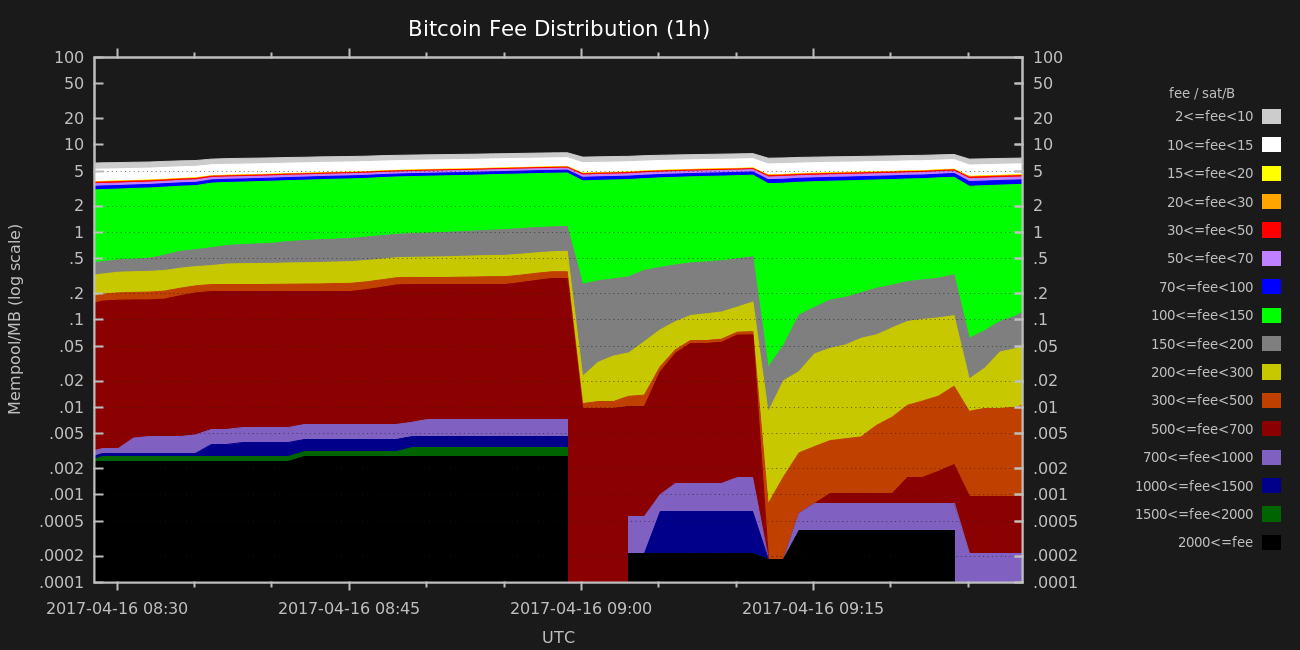 Bitcoin Fee Distribution (1h)
Mempool/MB (log scale)
100
50
20
10
5
2
1
.5
.2
.1
.05
.02
.01
.005
.002
.001
.0005
.0002
.0001
100
50
20
10
5
2
1
.5
.2
.1
.05
.02
.01
.005
.002
.001
.0005
.0002
.0001
2017-04-16 08:30 2017-04-16 08:45 2017-04-16 09:00 2017-04-16 09:15
UTC
fee / sat/B
2<=fee<10
10<=fee<15
15<=fee<20
20<=fee<30
30<=fee<50
50<=fee<70
70<=fee<100
100<=fee<150
150<=fee<200
200<=fee<300
300<=fee<500
500<=fee<700
700<=fee<1000
1000<=fee<1500
1500<=fee<2000
2000<=fee